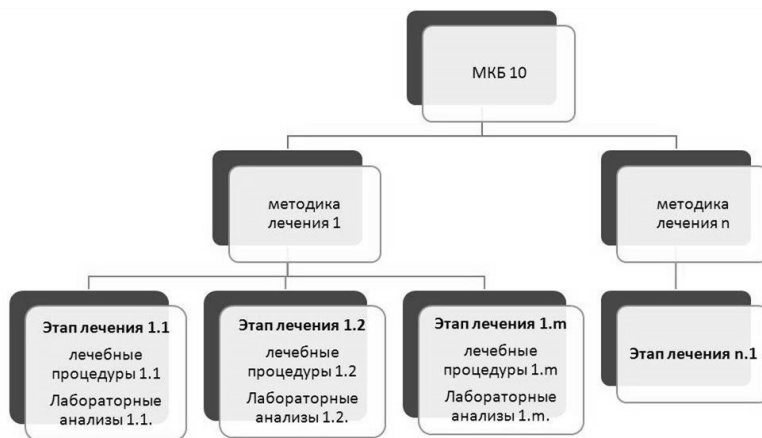 МКБ 10
методика
лечения 1
методика
лечения n
Этап лечения 1.1
лечебные
процедуры 1.1
Лабораторные
анализы 1.1.
Этап лечения 1.2
лечебные
процедуры 1.2
Лабораторные
анализы 1.2.
Этап лечения 1.m
лечебные
процедуры 1.m
Лабораторные
анализы 1.m.
Этап лечения n.1